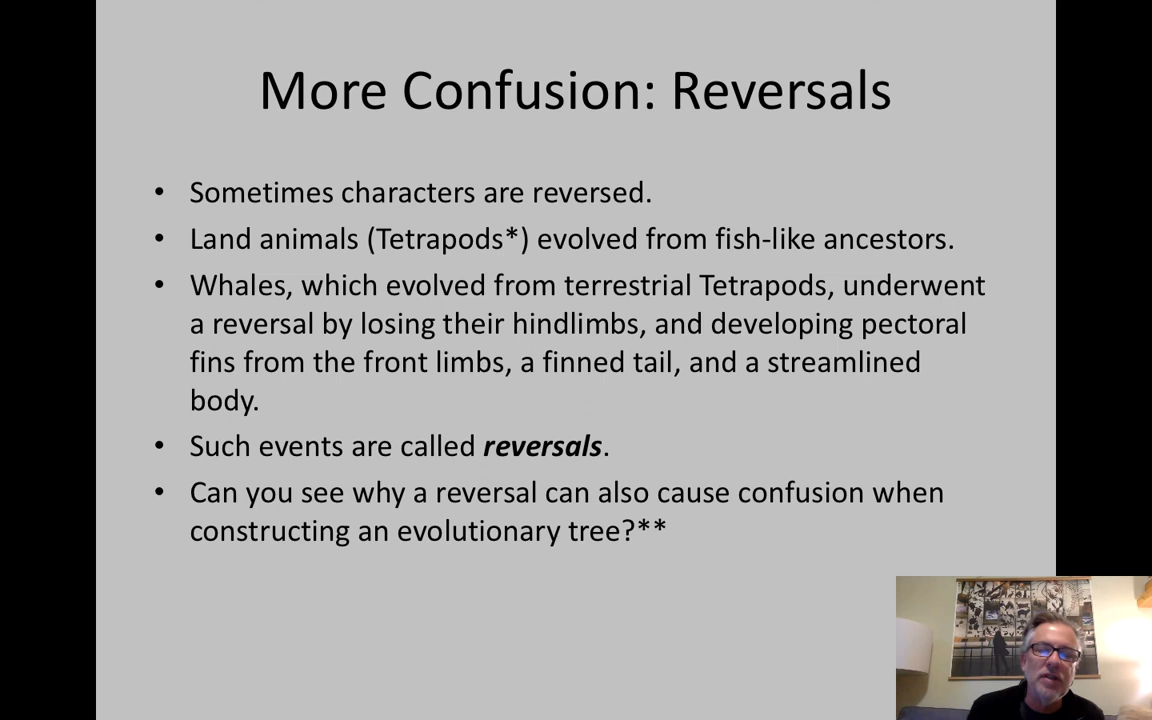 More Confusion: Reversals
• Sometimes characters are reversed.
• Land animals (Tetrapods*) evolved from fish-like ancestors.
• Whales, which evolved from terrestrial Tetrapods, underwent
a reversal by losing their hindlimbs, and developing pectoral
fins from the front limbs, a finned tail, and a streamlined
body.
• Such events are called reversals.
• Can you see why a reversal can also cause confusion when
constructing an evolutionary tree?**